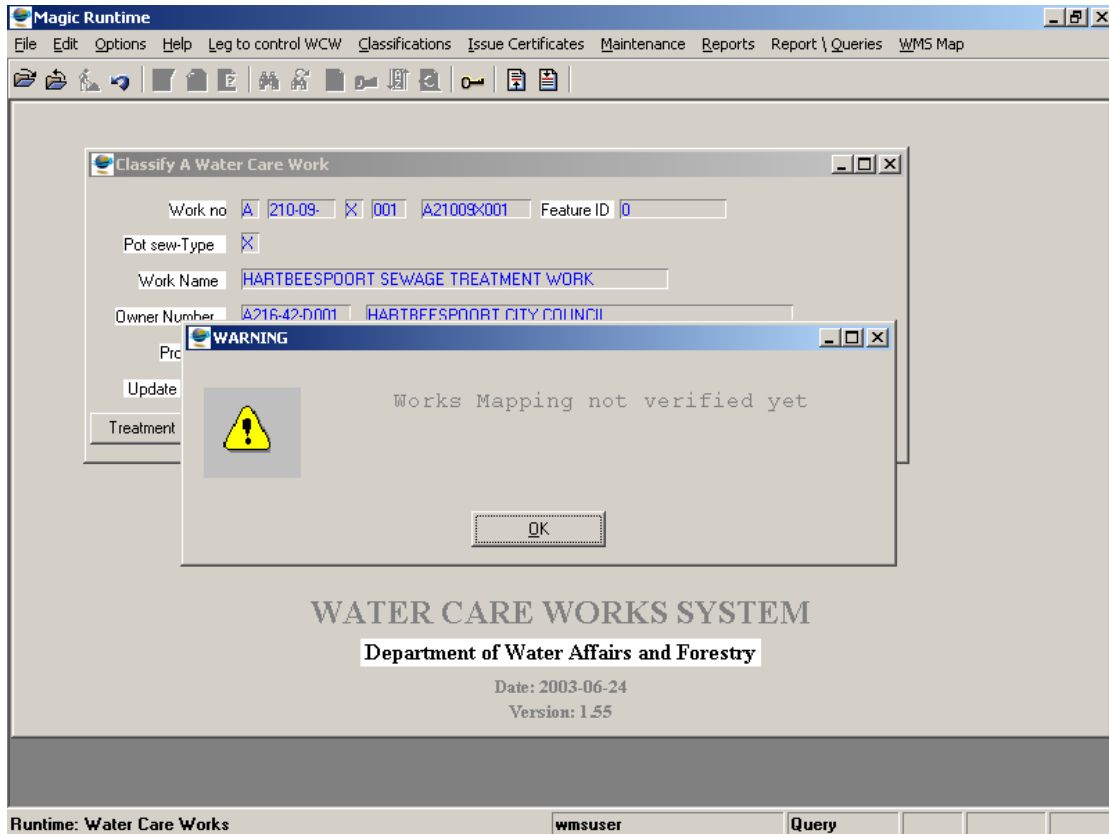 Magic Runtime
File Edit Options Help Leg to control WCW Classifications Issue Certificates Maintenance Reports Report \ Queries WMS Map
Classify A Water Care Work
Work no A 210-09- X 001 A21009X001 Feature ID 0
Pot sew-Type X
Work Name HARTBEESPOORT SEWAGE TREATMENT WORK
Owner Number A216-42-D001 HARTBEESPOORT CITY COUNCIL
WARNING
Works Mapping not verified yet
Update
Treatment
OK
WATER CARE WORKS SYSTEM
Department of Water Affairs and Forestry
Date: 2003-06-24
Version: 1.55
Runtime: Water Care Works wmsuser Query